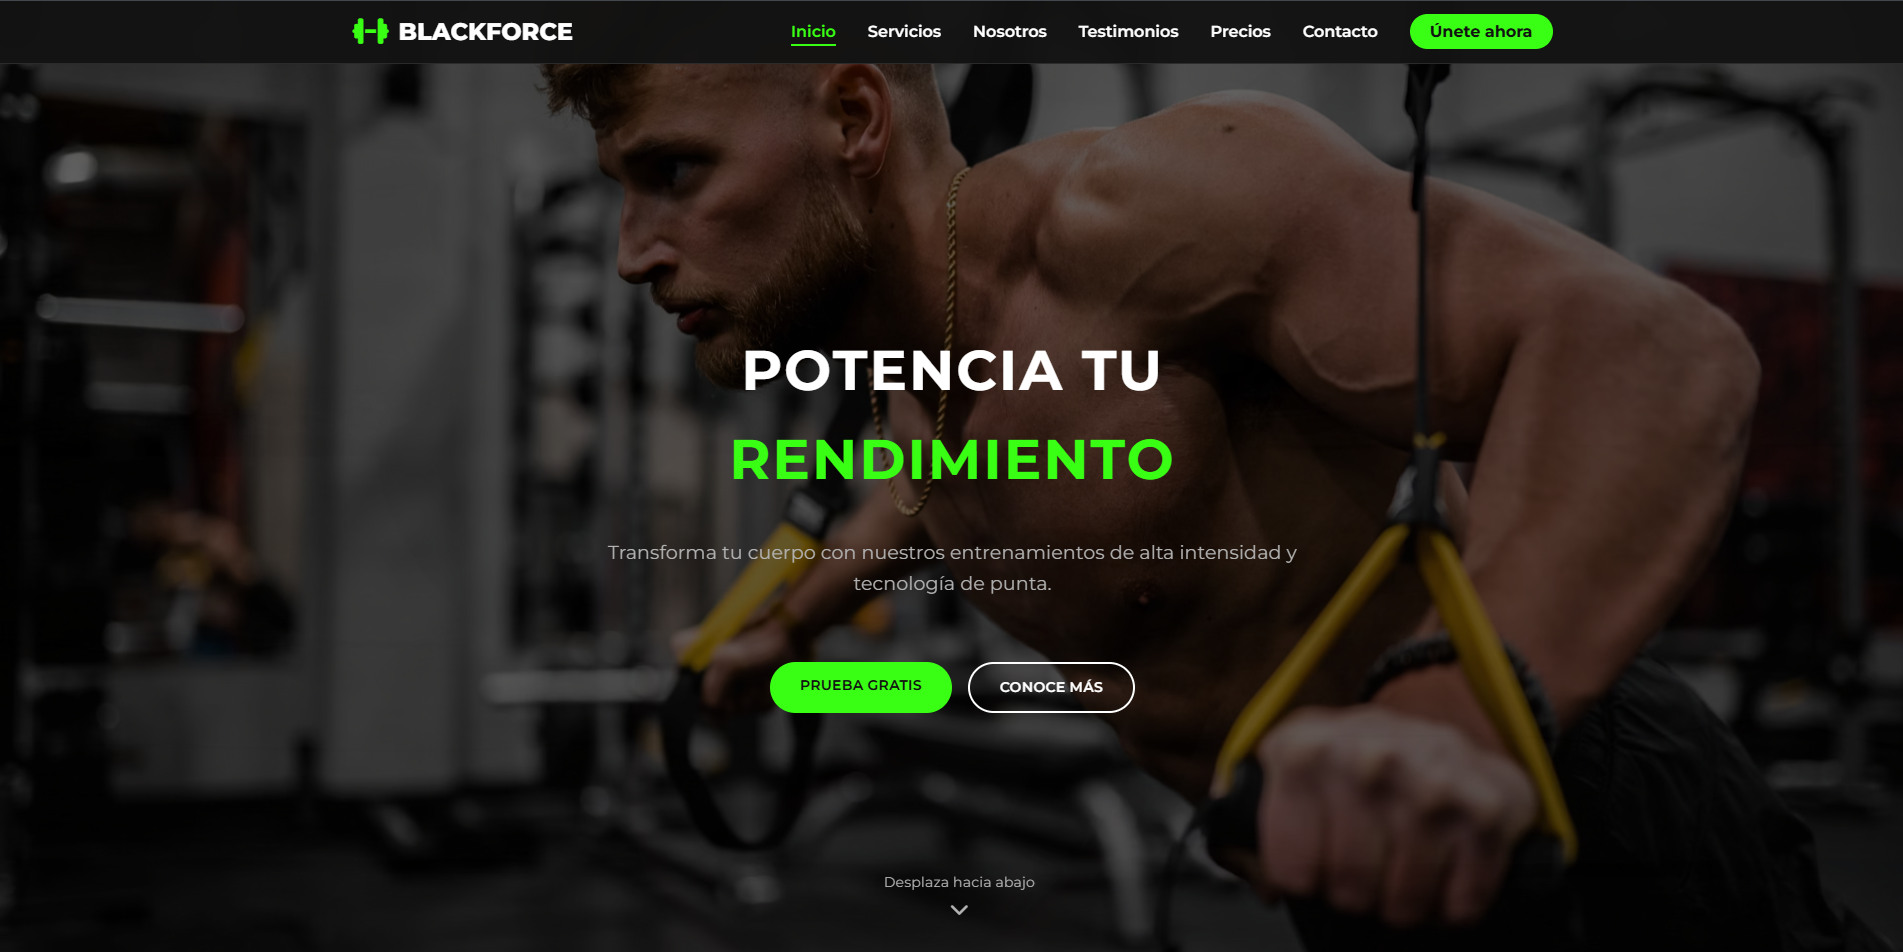 BLACKFORCE
Inicio Servicios Nosotros Testimonios Precios Contacto Únete ahora
POTENCIA TU
RENDIMIENTO
Transforma tu cuerpo con nuestros entrenamientos de alta intensidad y
tecnología de punta.
PRUEBA GRATIS CONOCE MÁS
Desplaza hacia abajo